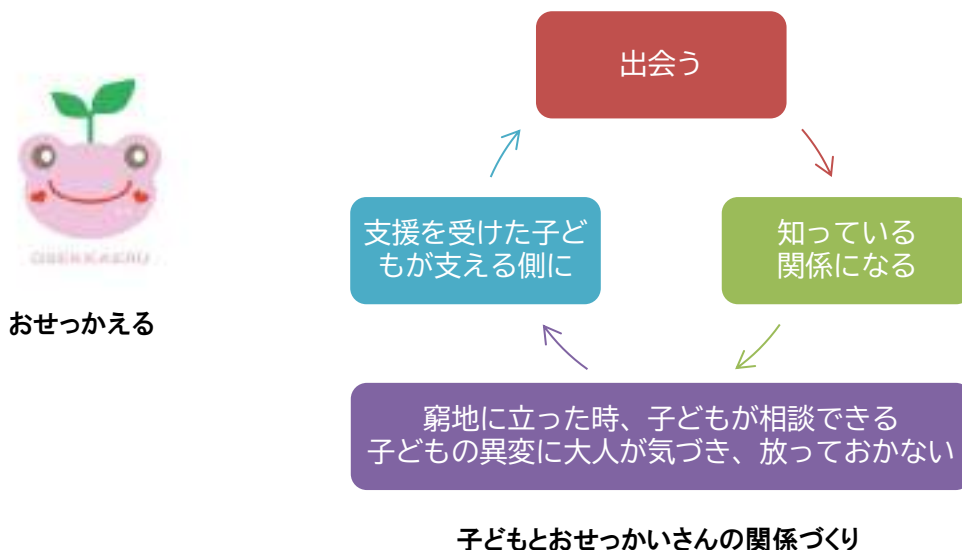 出会う
支援を受けた子ど
もが支える側に
知っている
関係になる
OSEKKAERU
おせっかえる
窮地に立った時、子どもが相談できる
子どもの異変に大人が気づき、放っておかない
子どもとおせっかいさんの関係づくり